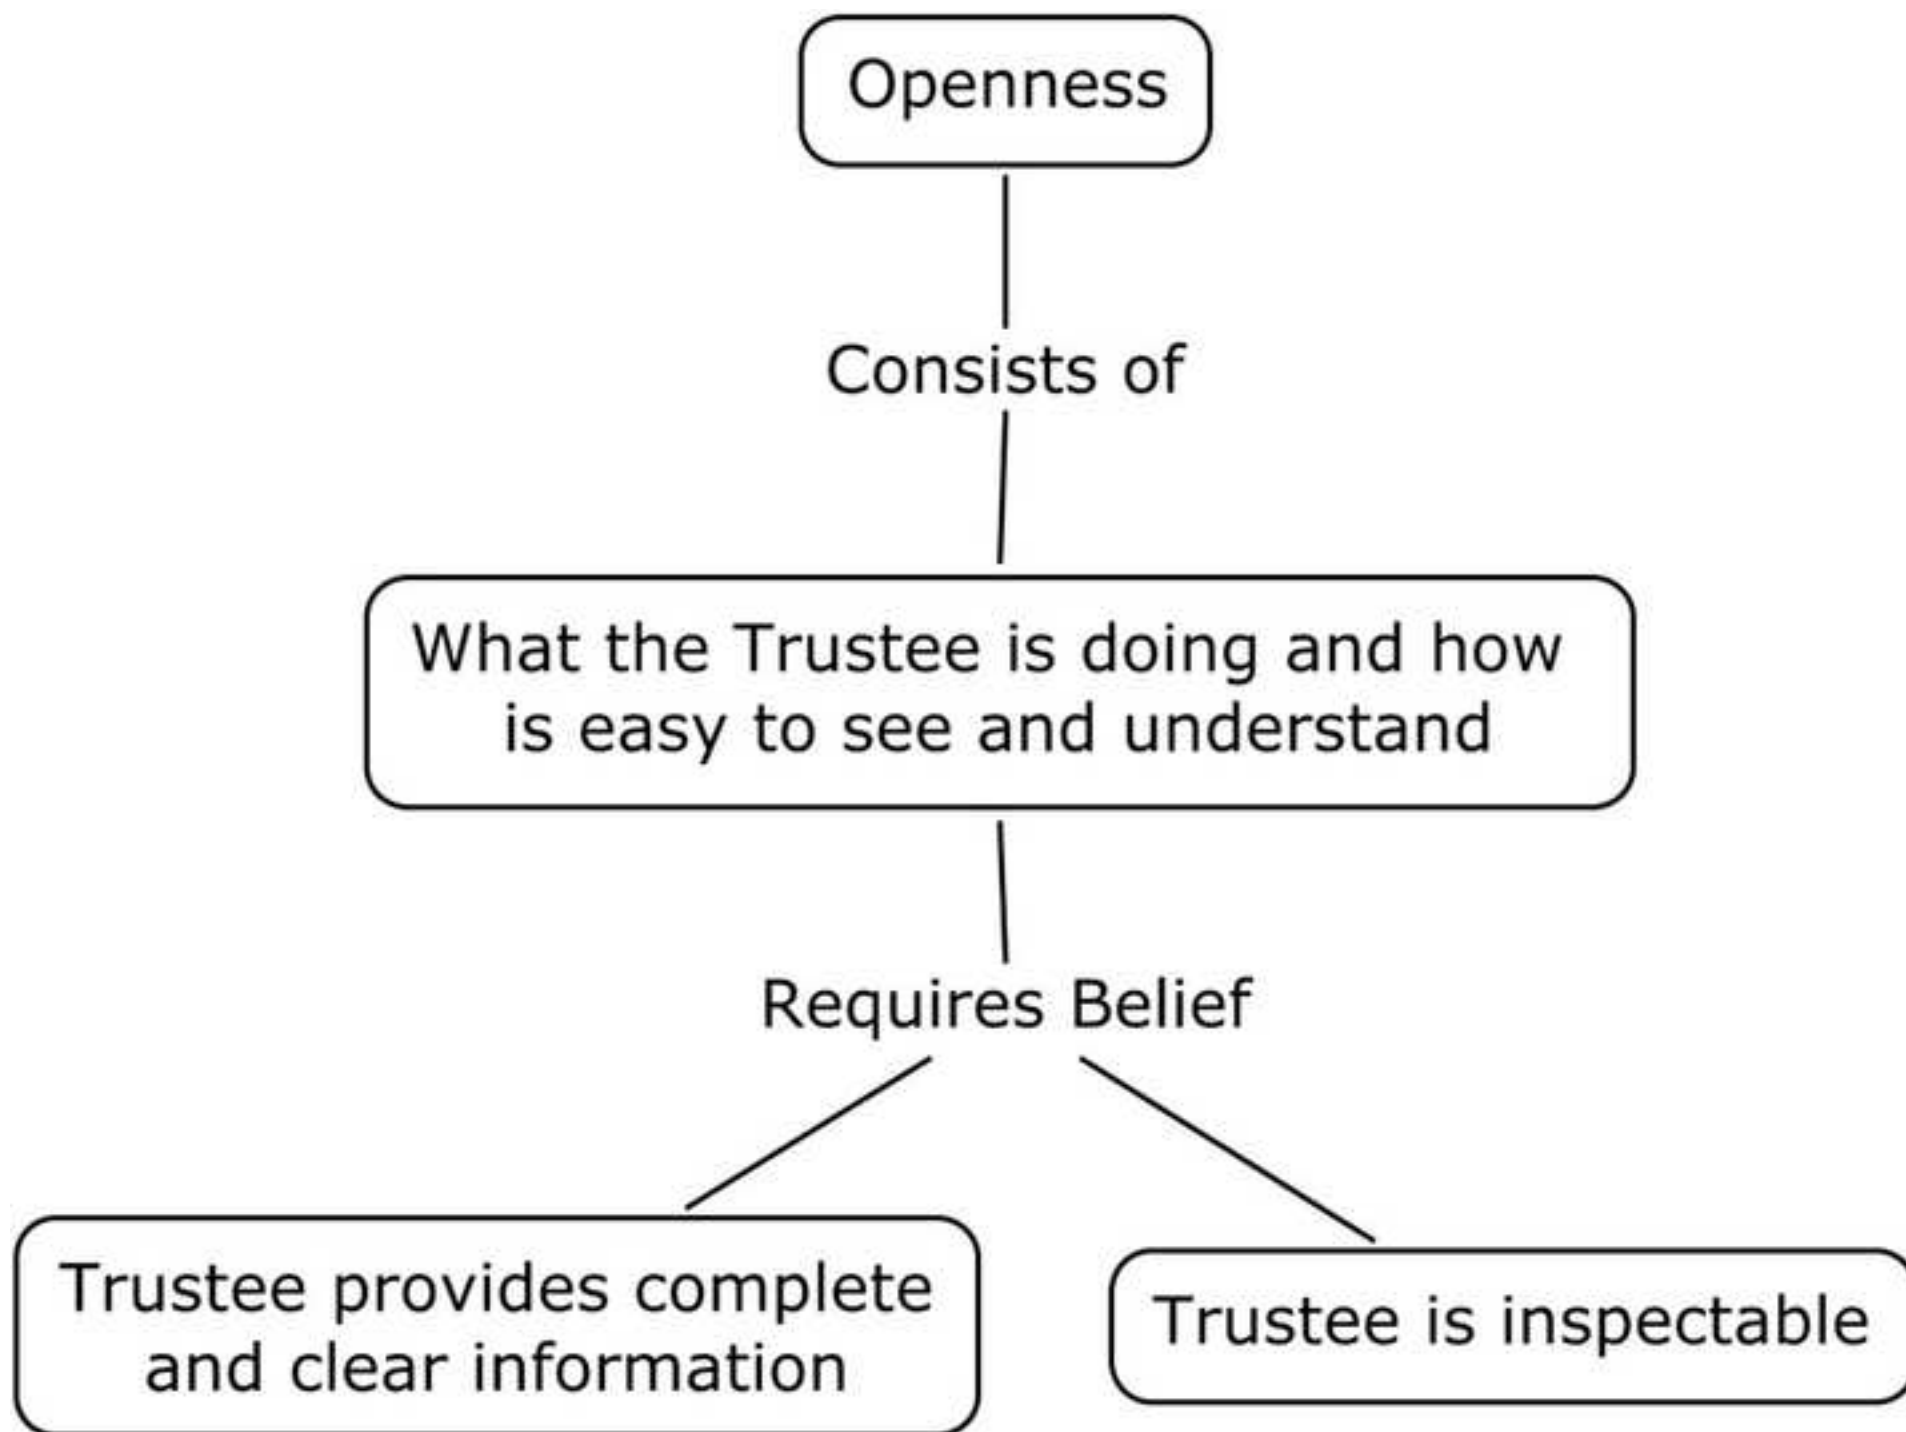 Openness
Consists of
What the Trustee is doing and how
is easy to see and understand
Requires Belief
Trustee provides complete
and clear information
Trustee is inspectable